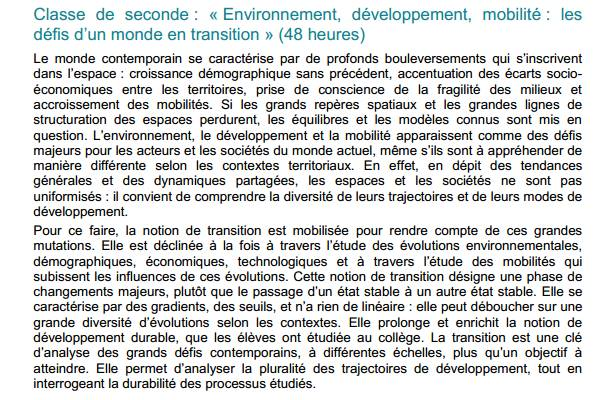 Classe de seconde : « Environnement, développement, mobilité : les
défis d'un monde en transition » (48 heures)
Le monde contemporain se caractérise par de profonds bouleversements qui s'inscrivent
dans l'espace : croissance démographique sans précédent, accentuation des écarts socio-
économiques entre les territoires, prise de conscience de la fragilité des milieux et
accroissement des mobilités. Si les grands repères spatiaux et les grandes lignes de
structuration des espaces perdurent, les équilibres et les modèles connus sont mis en
question. L'environnement, le développement et la mobilité apparaissent comme des défis
majeurs pour les acteurs et les sociétés du monde actuel, même s'ils sont à appréhender de
manière différente selon les contextes territoriaux. En effet, en dépit des tendances
générales et des dynamiques partagées, les espaces et les sociétés ne sont pas
uniformisés : il convient de comprendre la diversité de leurs trajectoires et de leurs modes de
développement.
Pour ce faire, la notion de transition est mobilisée pour rendre compte de ces grandes
mutations. Elle est déclinée à la fois à travers l'étude des évolutions environnementales,
démographiques, économiques, technologiques et à travers l'étude des mobilités qui
subissent les influences de ces évolutions. Cette notion de transition désigne une phase de
changements majeurs, plutôt que le passage d'un état stable à un autre état stable. Elle se
caractérise par des gradients, des seuils, et n'a rien de linéaire : elle peut déboucher sur une
grande diversité d'évolutions selon les contextes. Elle prolonge et enrichit la notion de
développement durable, que les élèves ont étudiée au collège. La transition est une clé
d'analyse des grands défis contemporains, à différentes échelles, plus qu'un objectif à
atteindre. Elle permet d'analyser la pluralité des trajectoires de développement, tout en
interrogeant la durabilité des processus étudiés.